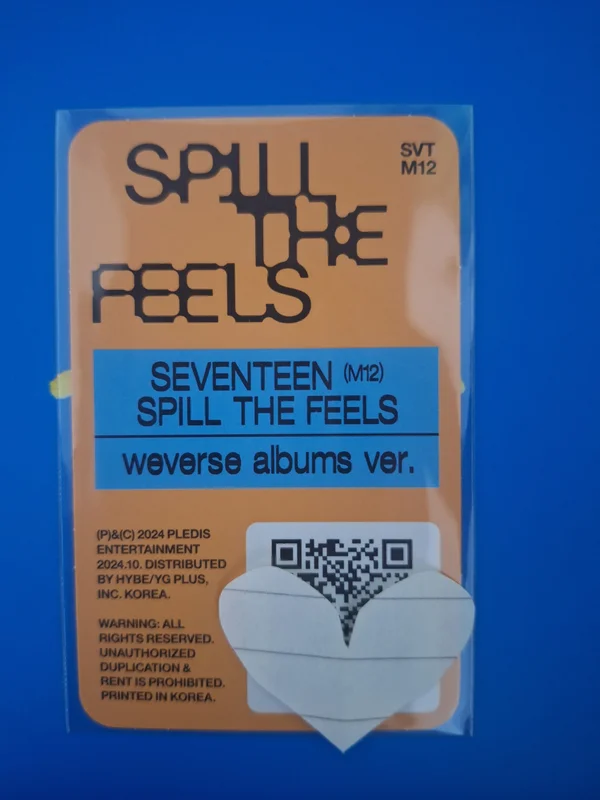 SPILL
THE
FEELS
SVT
M12
SEVENTEEN (M12)
SPILL THE FEELS
weverse albums ver.
(P)&(C) 2024 PLEDIS
ENTERTAINMENT
2024.10. DISTRIBUTED
BY HYBE/YG PLUS,
INC. KOREA.
WARNING: ALL
RIGHTS RESERVED.
UNAUTHORIZED
DUPLICATION &
RENT IS PROHIBITED.
PRINTED IN KOREA.